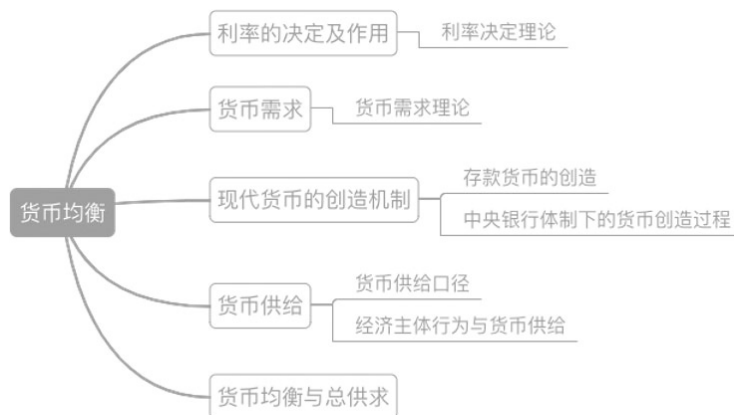 利率的决定及作用
利率决定理论
货币需求
货币需求理论
现代货币的创造机制
存款货币的创造
中央银行体制下的货币创造过程
货币均衡
货币供给
货币供给口径
经济主体行为与货币供给
货币均衡与总供求